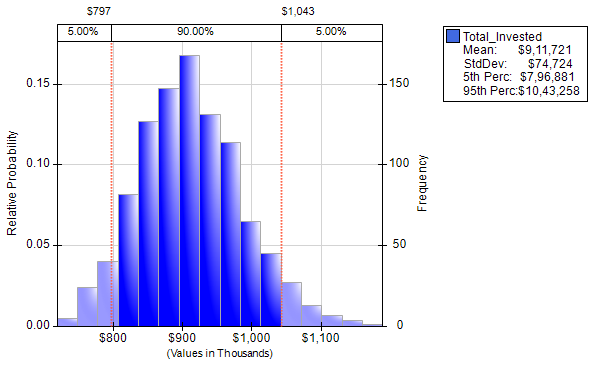 $797 $1,043
5.00% 90.00% 5.00%
Total_Invested
Mean: $9,11,721
StdDev: $74,724
5th Perc: $7,96,881
95th Perc:$10,43,258
Relative Probability
0.15
0.10
0.05
0.00
150
100
50
0
Frequency
$800 $900 $1,000 $1,100
(Values in Thousands)